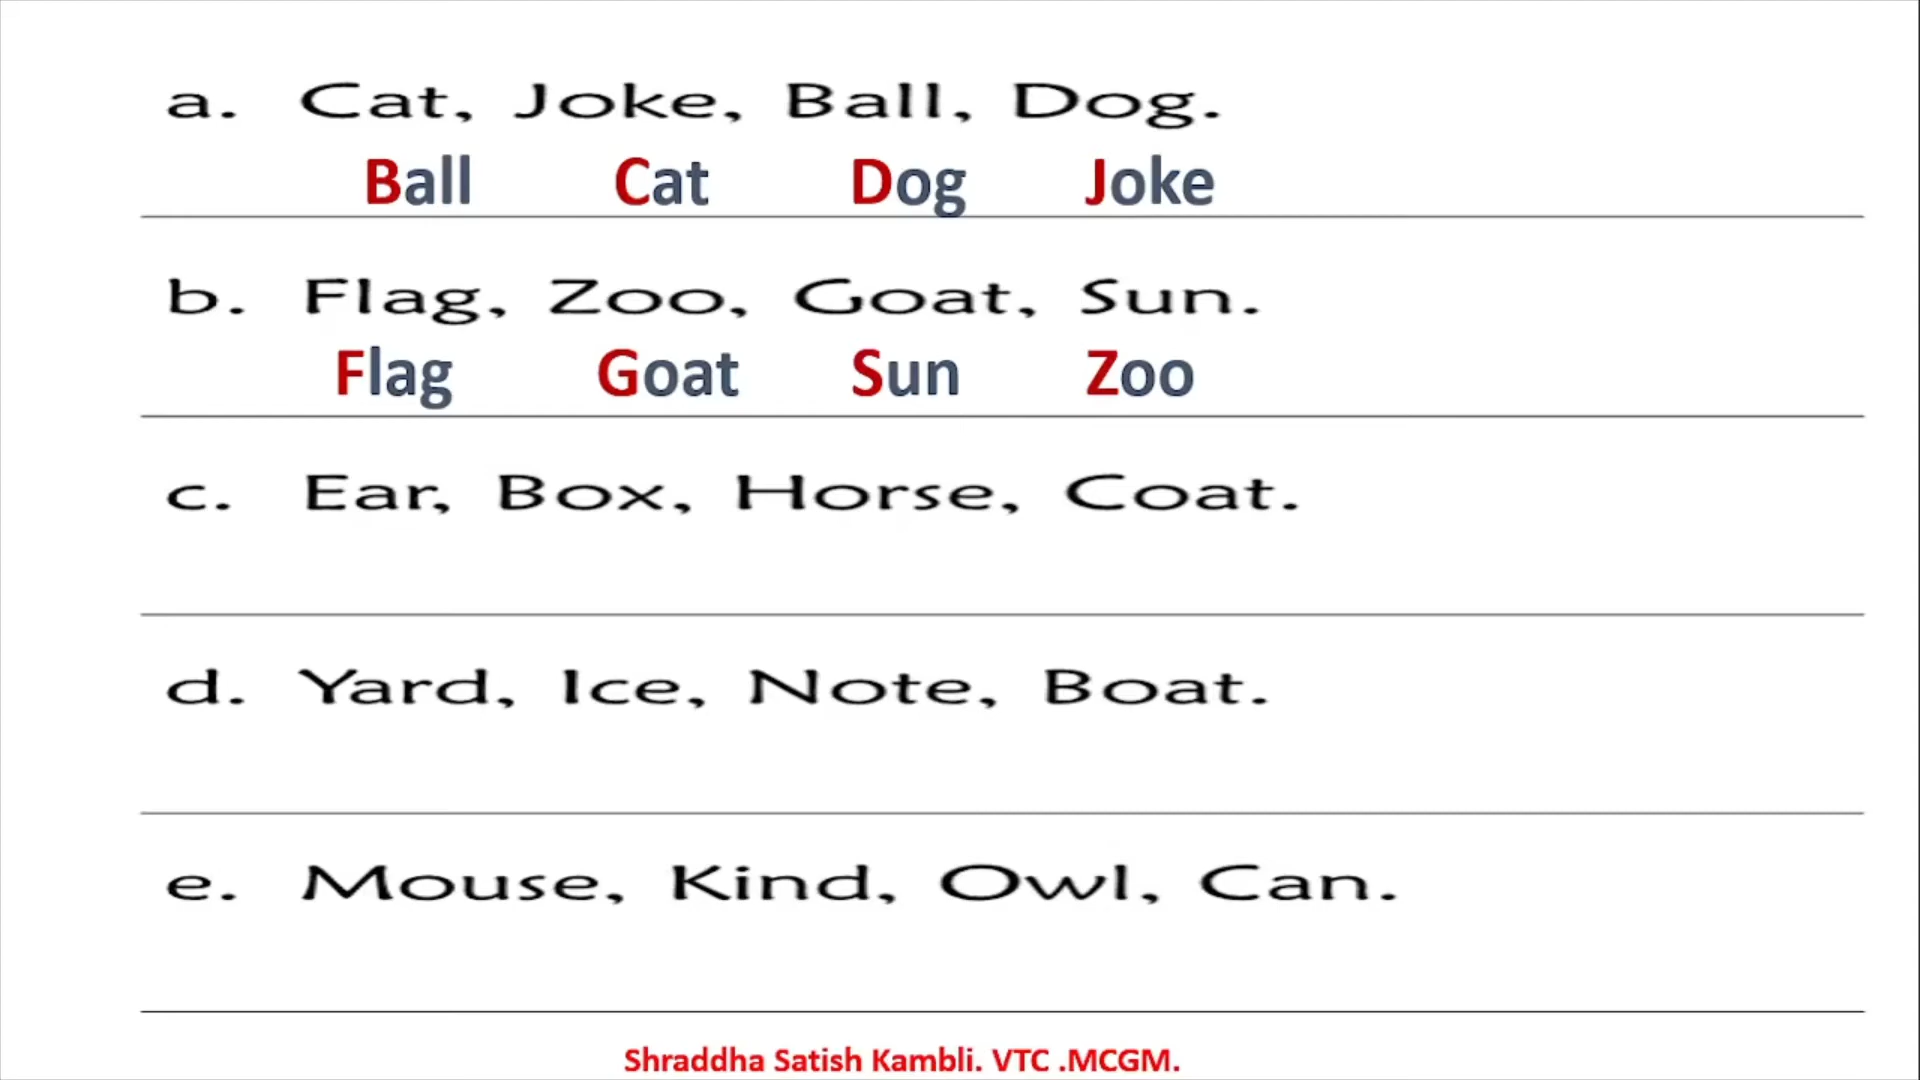 a. Cat, Joke, Ball, Dog.
Ball Cat Dog Joke
b. Flag, Zoo, Goat, Sun.
Flag Goat Sun Zoo
c. Ear, Box, Horse, Coat.
d. Yard, Ice, Note, Boat.
e. Mouse, Kind, Owl, Can.
Shraddha Satish Kambli. VTC .MCGM.